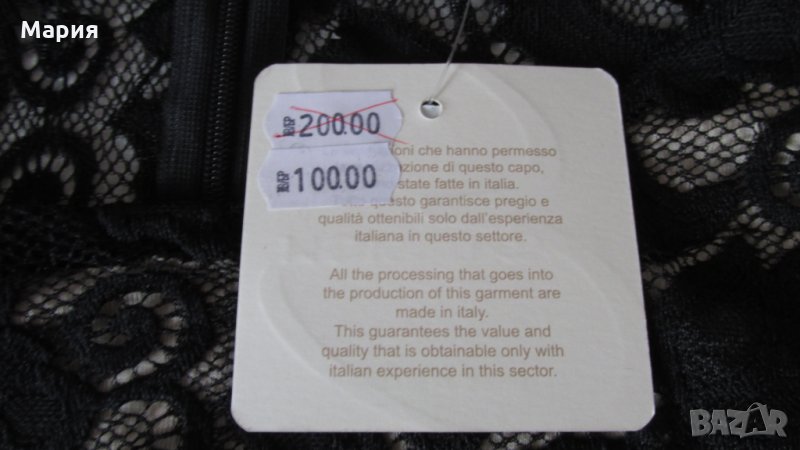 Мария
200.00
100.00
che hanno permesso
di questo capo,
state fatte in italia.
questo garantisce pregio e
qualità ottenibili solo dall'esperienza
italiana in questo settore.
All the processing that goes into
the production of this garment are
made in italy.
This guarantees the value and
quality that is obtainable only with
italian experience in this sector.
BAZAR